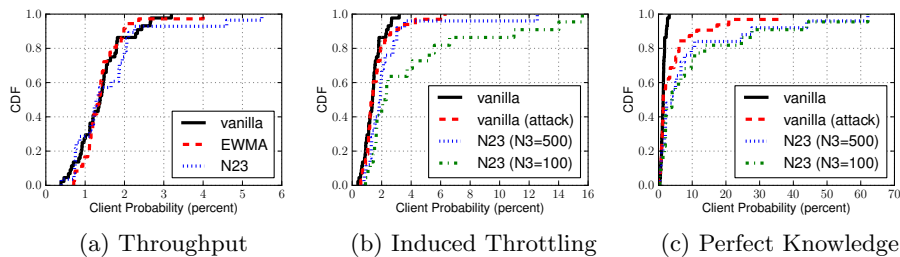 1.0
0.8
0.6
0.4
0.2
0.0
CDF
0 1 2 3 4 5 6
Client Probability (percent)
vanilla
EWMA
N23
(a) Throughput
1.0
0.8
0.6
0.4
0.2
0.0
CDF
0 2 4 6 8 10 12 14 16
Client Probability (percent)
vanilla
vanilla (attack)
N23 (N3=500)
N23 (N3=100)
(b) Induced Throttling
1.0
0.8
0.6
0.4
0.2
0.0
CDF
0 10 20 30 40 50 60 70
Client Probability (percent)
vanilla
vanilla (attack)
N23 (N3=500)
N23 (N3=100)
(c) Perfect Knowledge